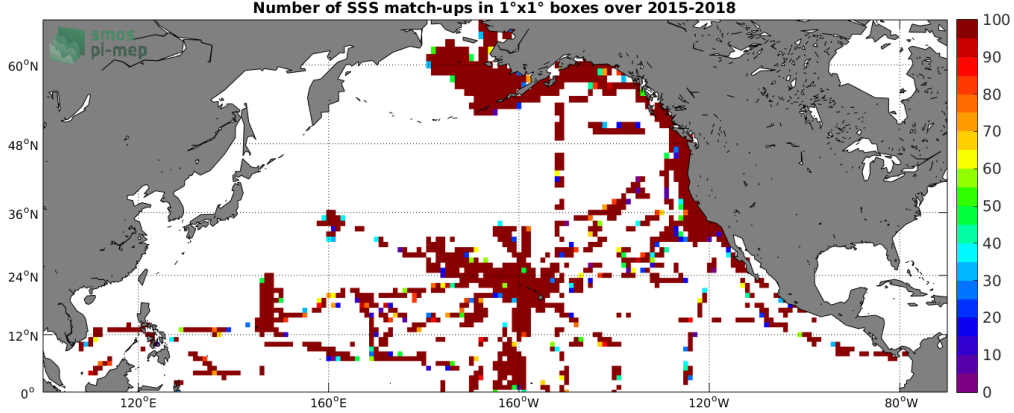 Number of SSS match-ups in 1°x1° boxes over 2015-2018
smos
pi-mep
60°N
48°N
36°N
24°N
12°N
0°
120°E
160°E
160°W
120°W
80°W
100
90
80
70
60
50
40
30
20
10
0